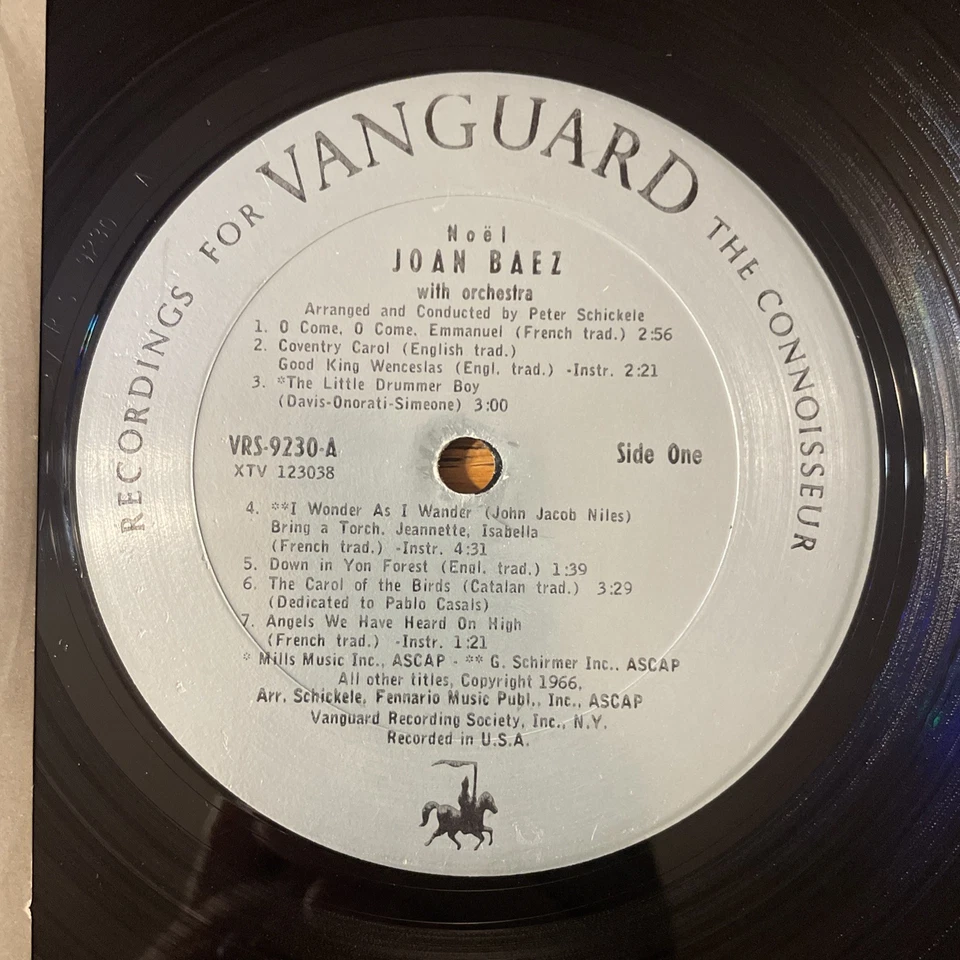 RECORDINGS FOR VANGUARD THE CONNOISSEUR
Noël
JOAN BAEZ
with orchestra
Arranged and Conducted by Peter Schickele
1. O Come, O Come, Emmanuel (French trad.) 2:56
2. Coventry Carol (English trad.)
Good King Wenceslas (Engl. trad.) -Instr. 2:21
3. *The Little Drummer Boy
(Davis-Onorati-Simeone) 3:00
VRS-9230-A Side One
XTV 123038
4. **I Wonder As I Wander (John Jacob Niles)
Bring a Torch, Jeannette, Isabella
(French trad.) -Instr. 4:31
5. Down in Yon Forest (Engl. trad.) 1:39
6. The Carol of the Birds (Catalan trad.) 3:29
(Dedicated to Pablo Casals)
7. Angels We Have Heard On High
(French trad.) -Instr. 1:21
* Mills Music Inc., ASCAP - ** G. Schirmer Inc., ASCAP
All other titles, Copyright 1966,
Arr. Schickele, Fennario Music Publ., Inc., ASCAP
Vanguard Recording Society, Inc., N.Y.
Recorded in U.S.A.